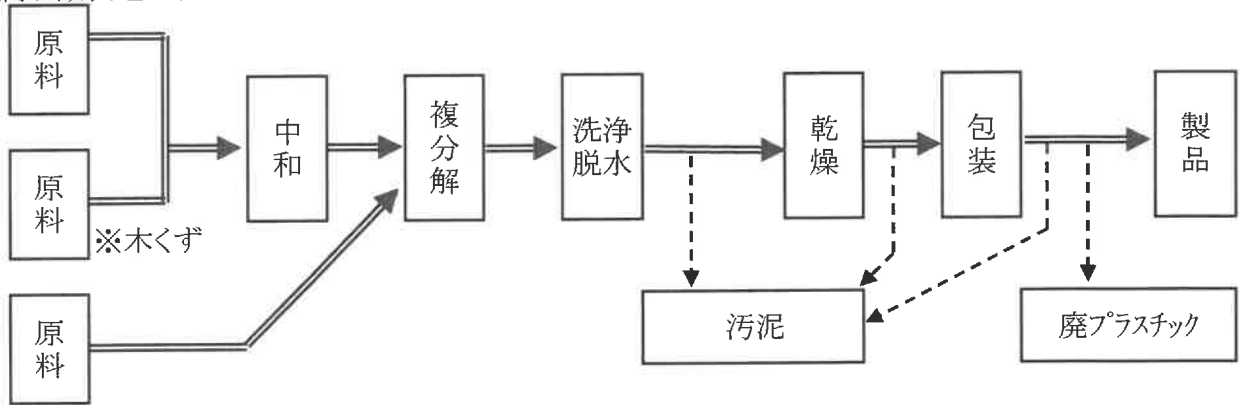 原料
原料
※木くず
原料
中和
複分解
洗浄
脱水
乾燥
包装
製品
汚泥
廃プラスチック